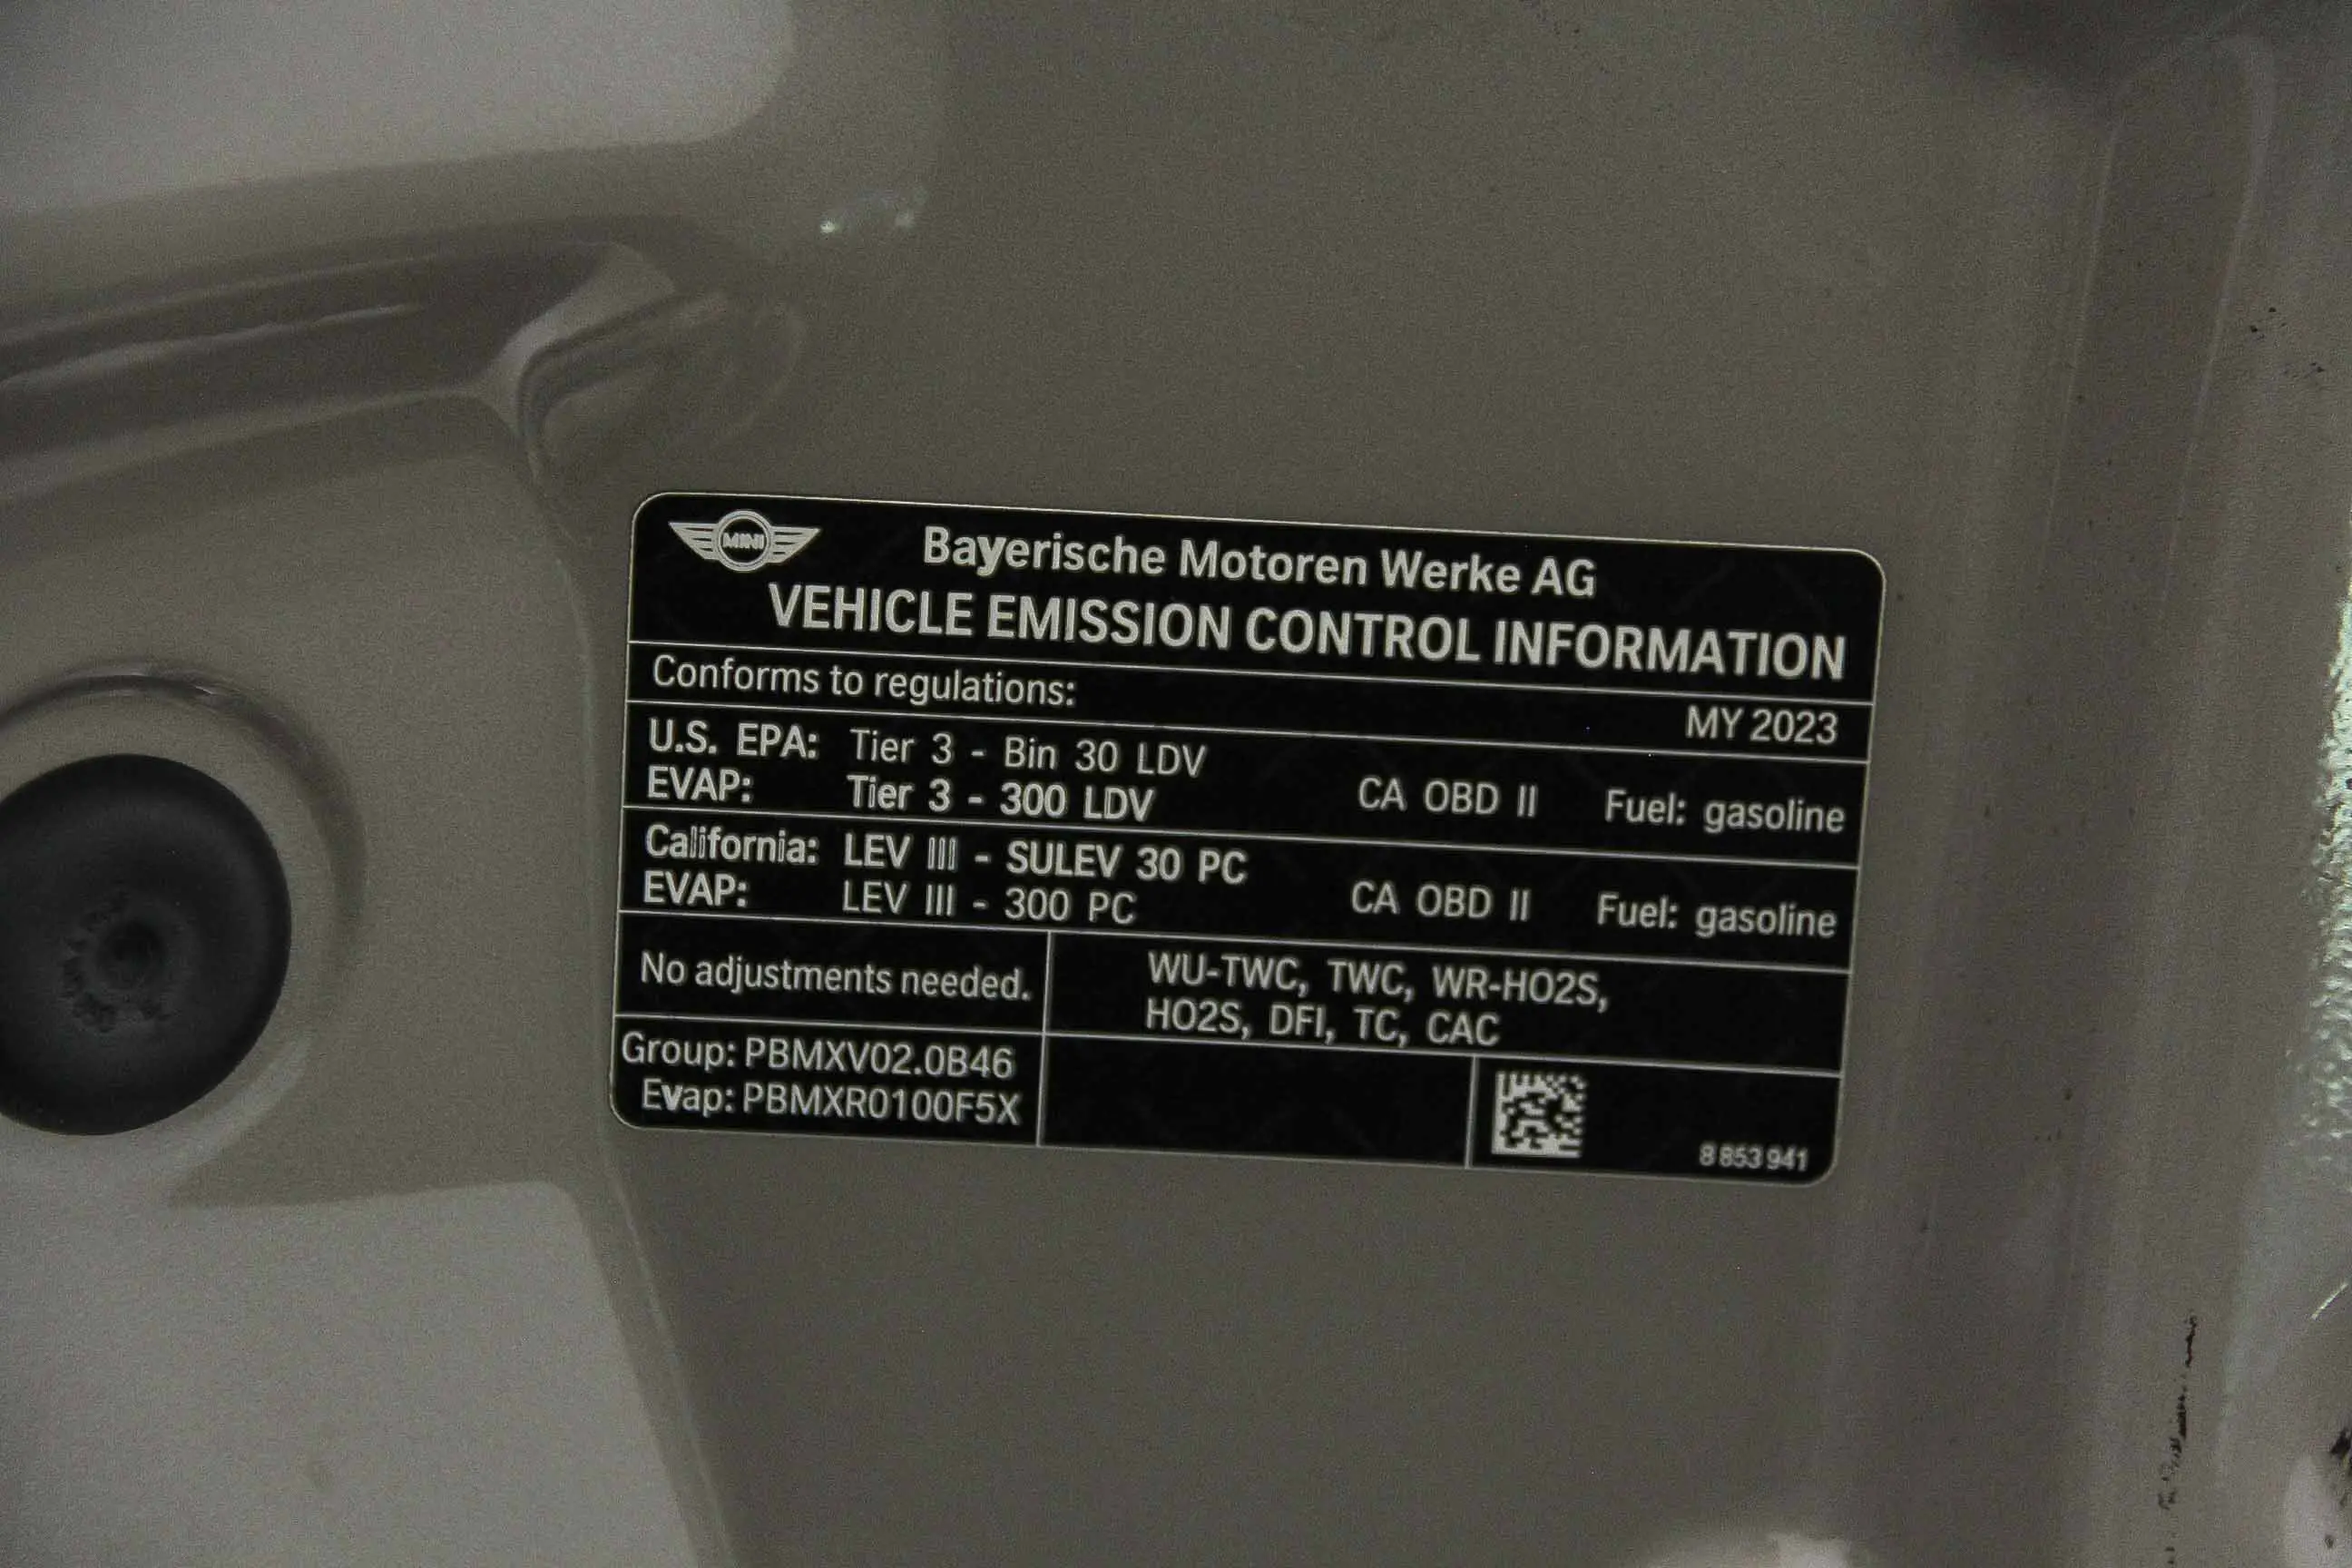 MINI
Bayerische Motoren Werke AG
VEHICLE EMISSION CONTROL INFORMATION
Conforms to regulations: MY 2023
U.S. EPA: Tier 3 - Bin 30 LDV
EVAP: Tier 3 - 300 LDV CA OBD II Fuel: gasoline
California: LEV III - SULEV 30 PC
EVAP: LEV III - 300 PC CA OBD II Fuel: gasoline
No adjustments needed.
WU-TWC, TWC, WR-HO2S,
HO2S, DFI, TC, CAC
Group: PBMXV02.0B46
Evap: PBMXR0100F5X
8 853 941